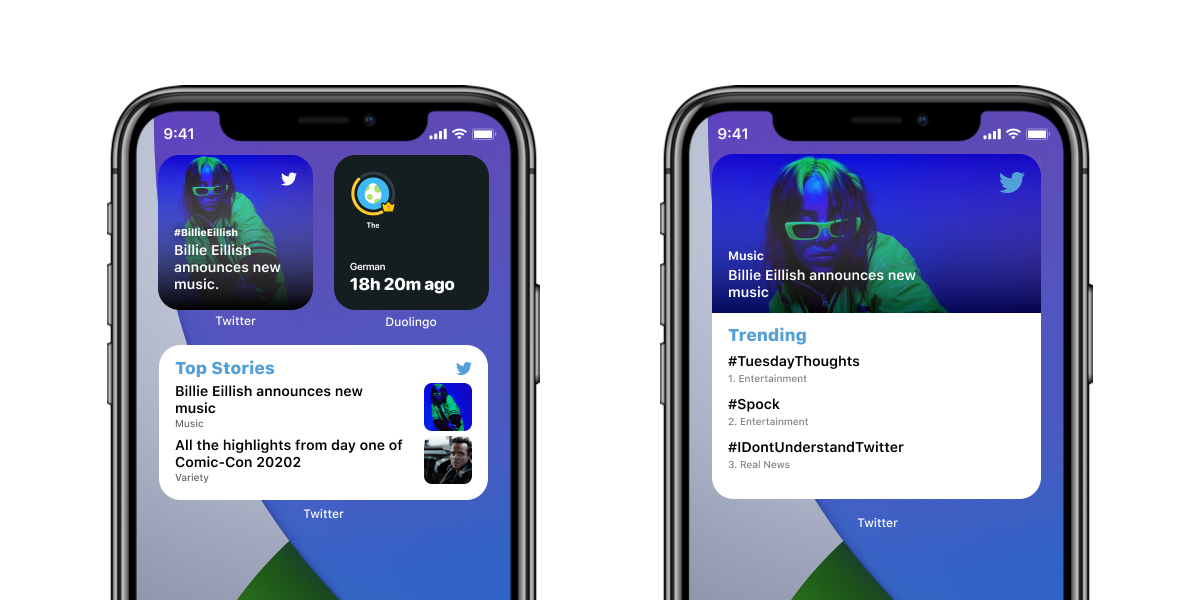 9:41
#BillieEillish
Billie Eillish
announces new
music.
Twitter
The
German
18h 20m ago
Duolingo
Top Stories
Billie Eillish announces new
music
Music
All the highlights from day one of
Comic-Con 20202
Variety
Twitter
9:41
Music
Billie Eillish announces new
music
Trending
#TuesdayThoughts
1. Entertainment
#Spock
2. Entertainment
#IDontUnderstandTwitter
3. Real News
Twitter